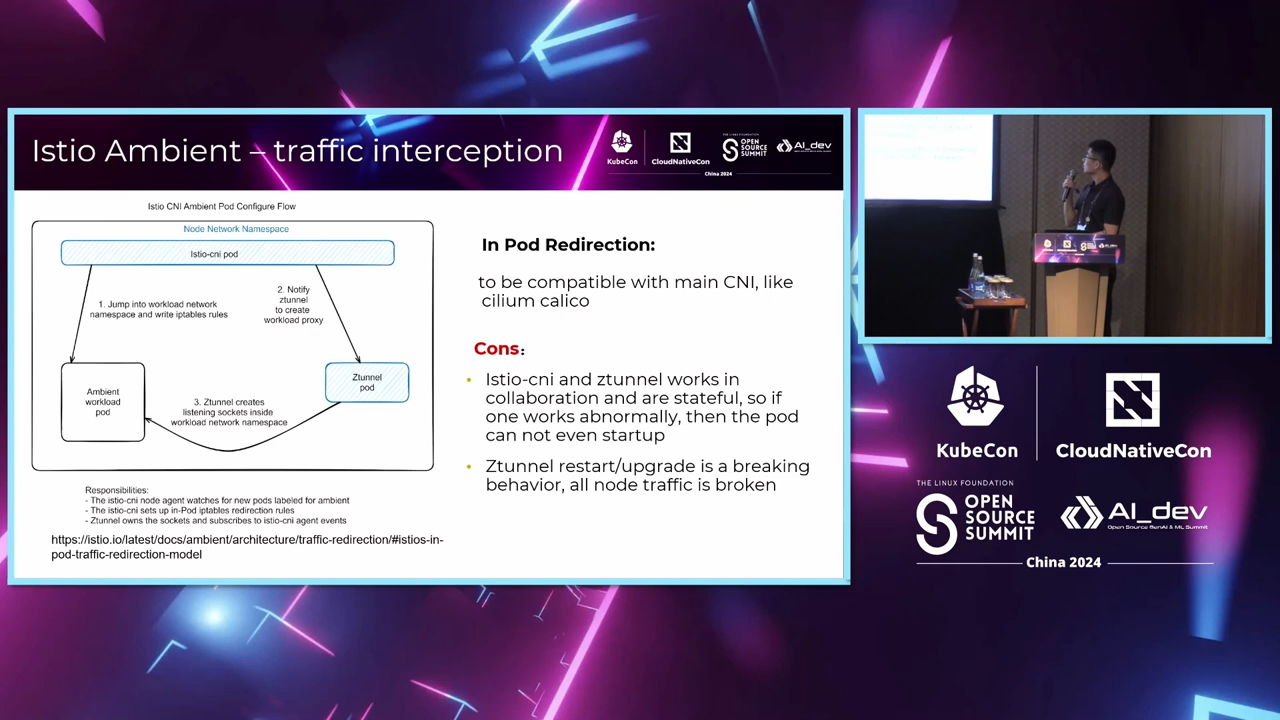 Istio Ambient – traffic interception
KubeCon
CloudNativeCon
THE LINUX FOUNDATION
OPEN
SOURCE
SUMMIT
AI_dev
China 2024
Istio CNI Ambient Pod Configure Flow
Node Network Namespace
Istio-cni pod
1. Jump into workload network
namespace and write iptables rules
2. Notify
ztunnel
to create
workload proxy
Ambient
workload
pod
Ztunnel
pod
3. Ztunnel creates
listening sockets inside
workload network namespace
Responsibilities:
- The istio-cni node agent watches for new pods labeled for ambient
- The istio-cni sets up in-Pod iptables redirection rules
- Ztunnel owns the sockets and subscribes to istio-cni agent events
https://istio.io/latest/docs/ambient/architecture/traffic-redirection/#istios-in-
pod-traffic-redirection-model
In Pod Redirection:
to be compatible with main CNI, like
cilium calico
Cons：
• Istio-cni and ztunnel works in
collaboration and are stateful, so if
one works abnormally, then the pod
can not even startup
• Ztunnel restart/upgrade is a breaking
behavior, all node traffic is broken
KubeCon
CloudNativeCon
THE LINUX FOUNDATION
OPEN
SOURCE
SUMMIT
AI_dev
Open Source GenAI & ML Summit
China 2024